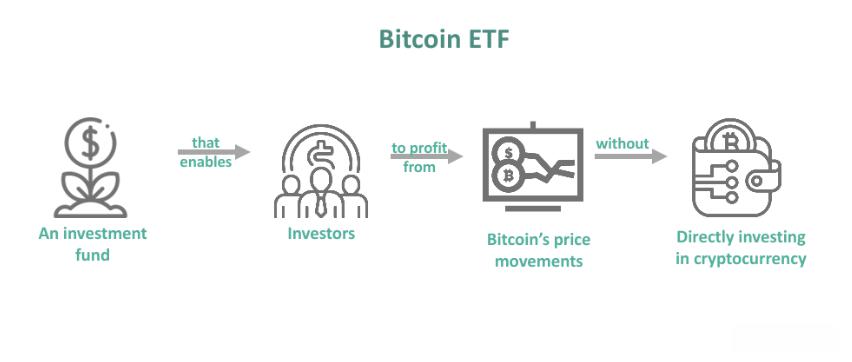 Bitcoin ETF
An investment
fund
that
enables
Investors
to profit
from
Bitcoin's price
movements
without
Directly investing
in cryptocurrency